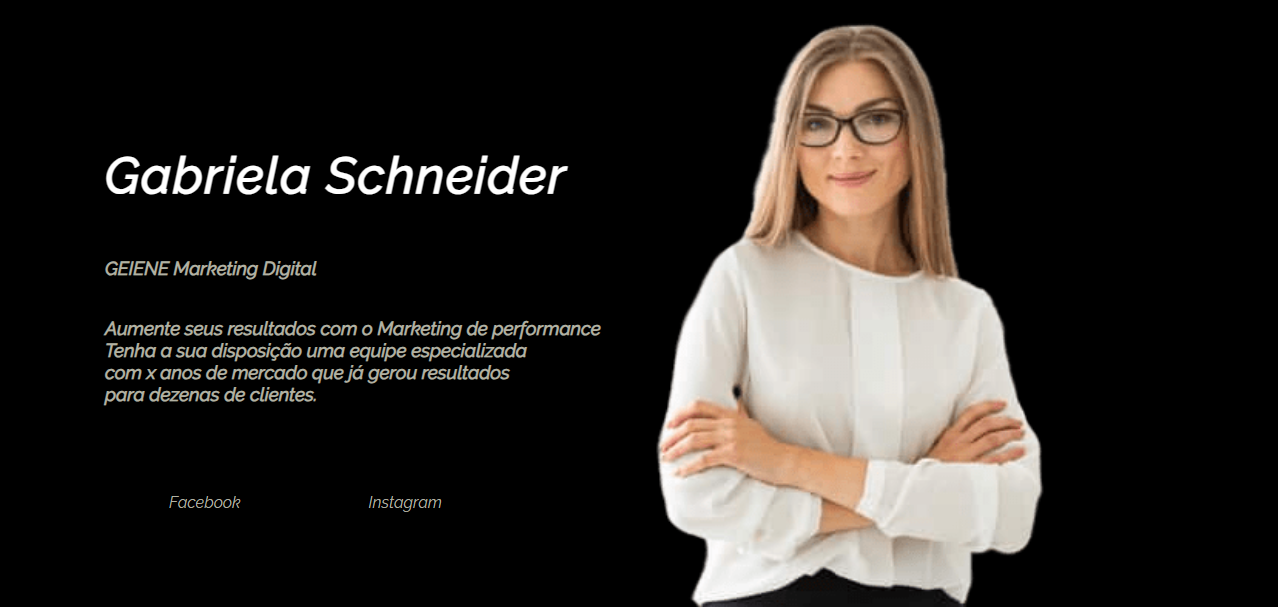 Gabriela Schneider
GEIENE Marketing Digital
Aumente seus resultados com o Marketing de performance
Tenha a sua disposição uma equipe especializada
com x anos de mercado que já gerou resultados
para dezenas de clientes.
Facebook
Instagram